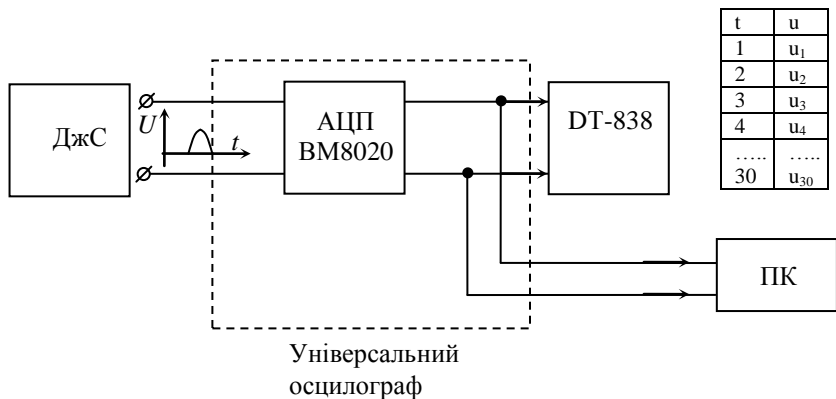 ДжС
U
t
АЦП
ВМ8020
DT-838
t u
1 u₁
2 u₂
3 u₃
4 u₄
….. …..
30 u₃₀
ПК
Універсальний
осцилограф